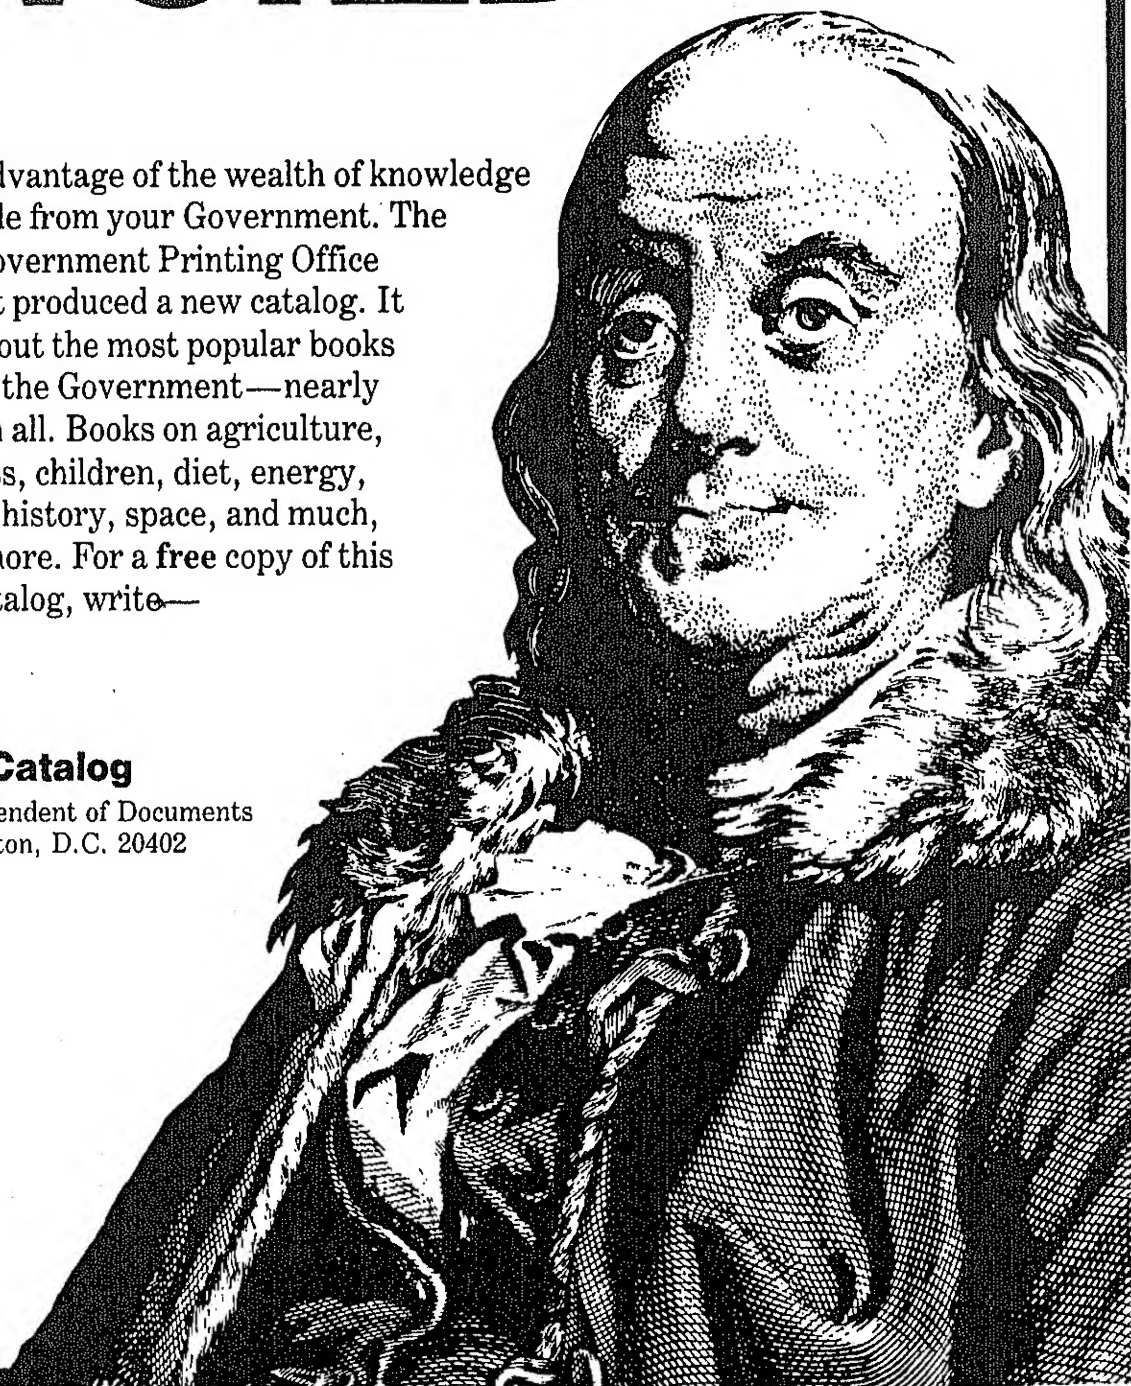 dvantage of the wealth of knowledge
le from your Government. The
overnment Printing Office
t produced a new catalog. It
out the most popular books
the Government—nearly
all. Books on agriculture,
s, children, diet, energy,
history, space, and much,
ore. For a free copy of this
talog, write—
Catalog
endent of Documents
ton, D.C. 20402